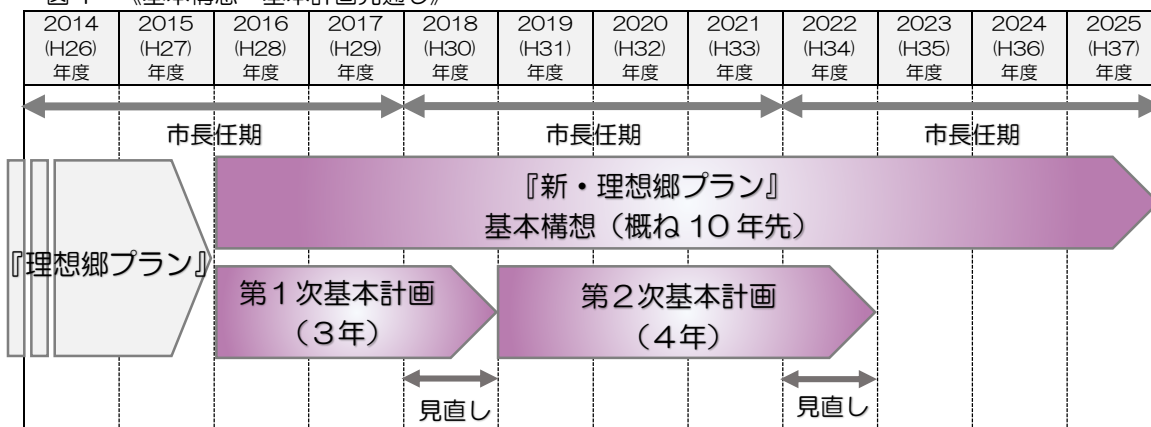 2014 2015 2016 2017 2018 2019 2020 2021 2022 2023 2024 2025
(H26) (H27) (H28) (H29) (H30) (H31) (H32) (H33) (H34) (H35) (H36) (H37)
年度 年度 年度 年度 年度 年度 年度 年度 年度 年度 年度 年度
市長任期 市長任期 市長任期
『新・理想郷プラン』
基本構想（概ね10年先）
『理想郷プラン』
第１次基本計画
（３年）
第２次基本計画
（４年）
見直し 見直し